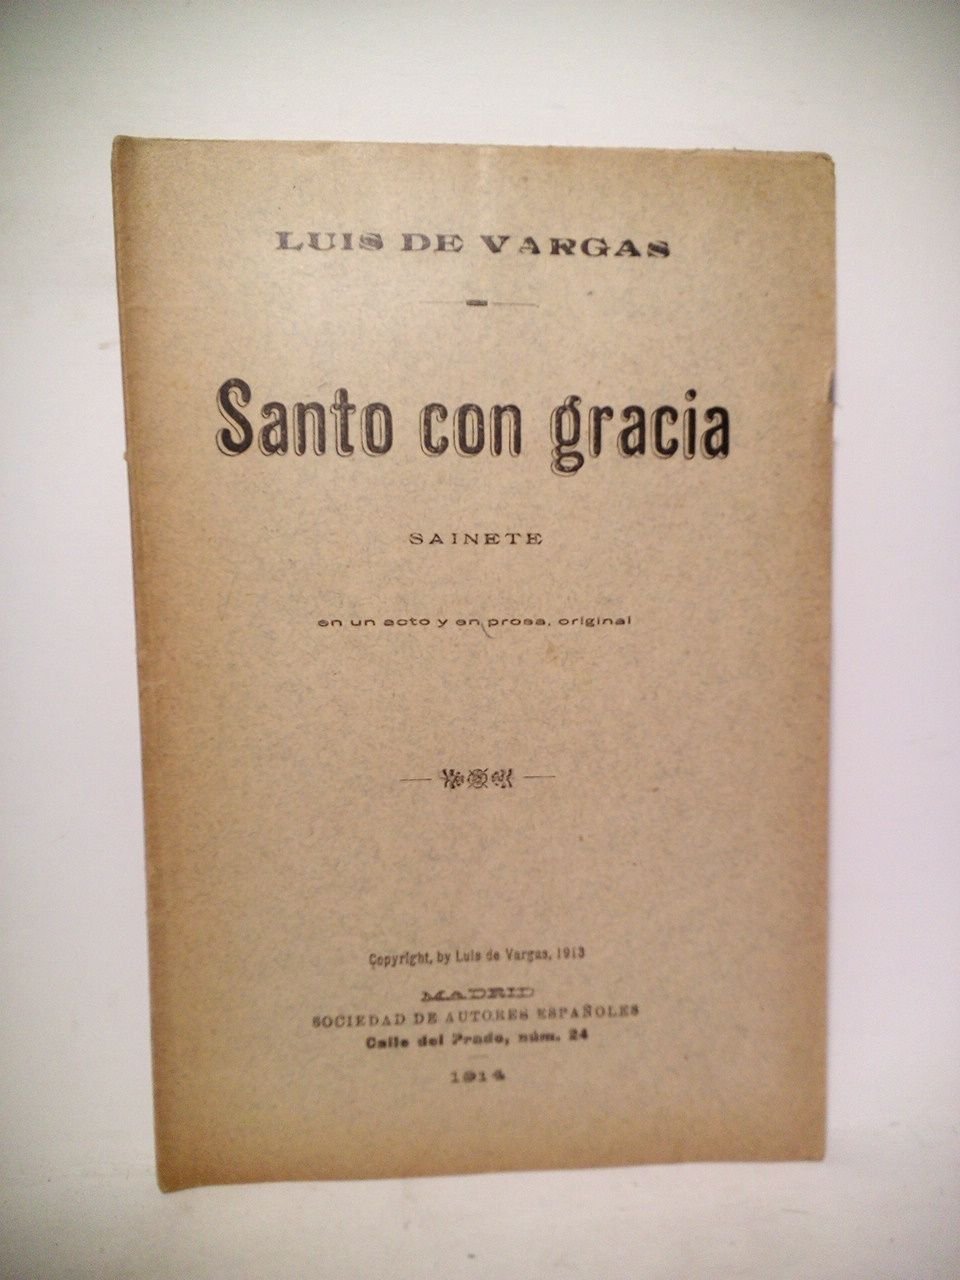 LUIS DE VARGAS
Santo con gracia
SAINETE
en un acto y en prosa, original
Copyright, by Luis de Vargas, 1913
MADRID
SOCIEDAD DE AUTORES ESPAÑOLES
Calle del Prado, núm. 24
1914